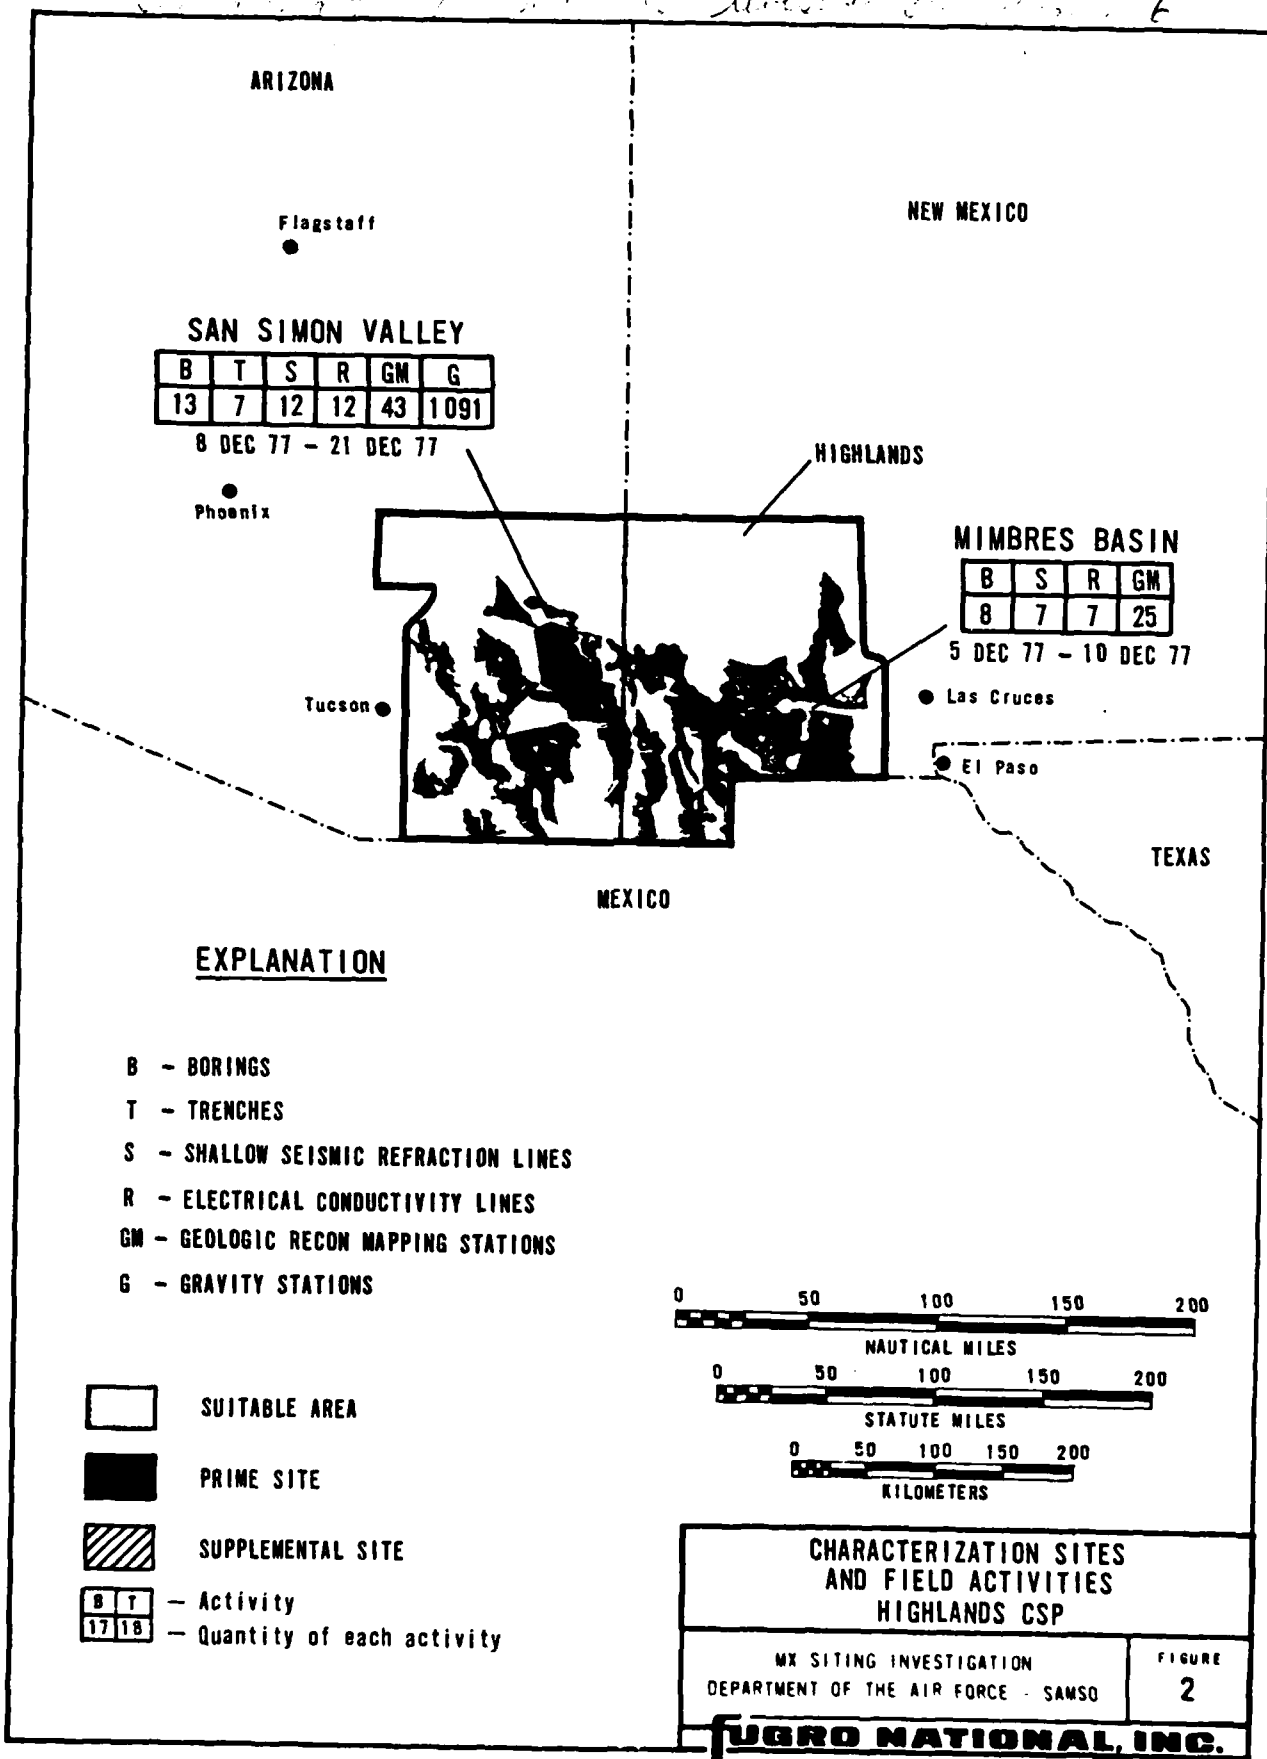 ARIZONA
NEW MEXICO
Flagstaff
SAN SIMON VALLEY
B T S R GM G
13 7 12 12 43 1091
8 DEC 77 - 21 DEC 77
HIGHLANDS
Phoenix
MIMBRES BASIN
B S R GM
8 7 7 25
5 DEC 77 - 10 DEC 77
Tucson
Las Cruces
El Paso
TEXAS
MEXICO
EXPLANATION
B - BORINGS
T - TRENCHES
S - SHALLOW SEISMIC REFRACTION LINES
R - ELECTRICAL CONDUCTIVITY LINES
GM - GEOLOGIC RECON MAPPING STATIONS
G - GRAVITY STATIONS
0 50 100 150 200
NAUTICAL MILES
0 50 100 150 200
STATUTE MILES
0 50 100 150 200
KILOMETERS
SUITABLE AREA
PRIME SITE
SUPPLEMENTAL SITE
B T - Activity
17 18 - Quantity of each activity
CHARACTERIZATION SITES
AND FIELD ACTIVITIES
HIGHLANDS CSP
MX SITING INVESTIGATION
DEPARTMENT OF THE AIR FORCE - SAMSO
FIGURE
2
FUGRO NATIONAL, INC.